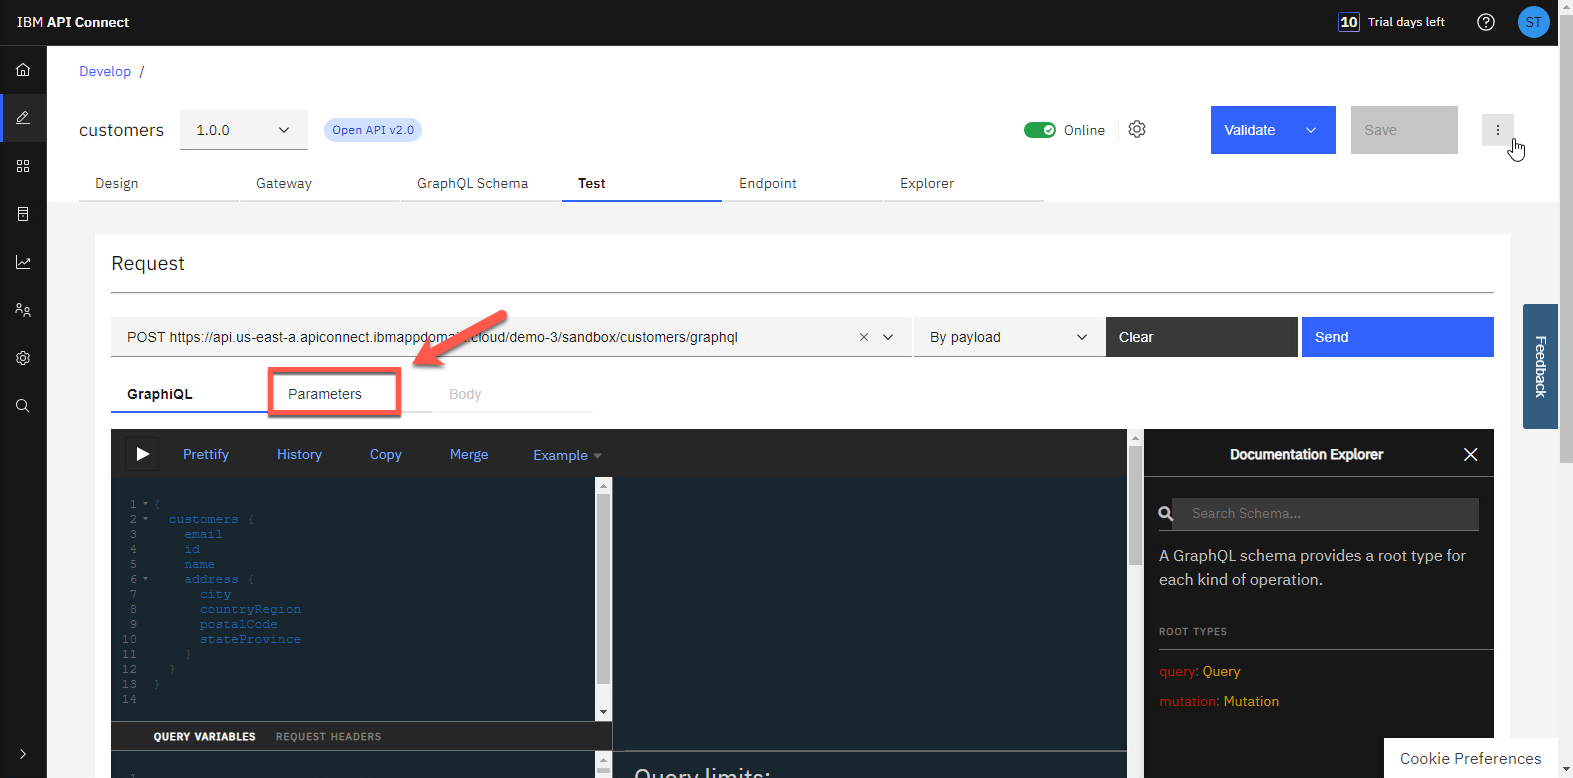 IBM API Connect
10 Trial days left
ST
Develop /
customers
1.0.0
Open API v2.0
Online
Validate
Save
Design
Gateway
GraphQL Schema
Test
Endpoint
Explorer
Request
POST https://api.us-east-a.apiconnect.ibmappdomain.cloud/demo-3/sandbox/customers/graphql
By payload
Clear
Send
Feedback
GraphiQL
Parameters
Body
Prettify
History
Copy
Merge
Example
1 {
2 customers {
3 email
4 id
5 name
6 address {
7 city
8 countryRegion
9 postalCode
10 stateProvince
11 }
12 }
13 }
14
QUERY VARIABLES
REQUEST HEADERS
1
Query limits:
Documentation Explorer
Search Schema...
A GraphQL schema provides a root type for
each kind of operation.
ROOT TYPES
query: Query
mutation: Mutation
Cookie Preferences